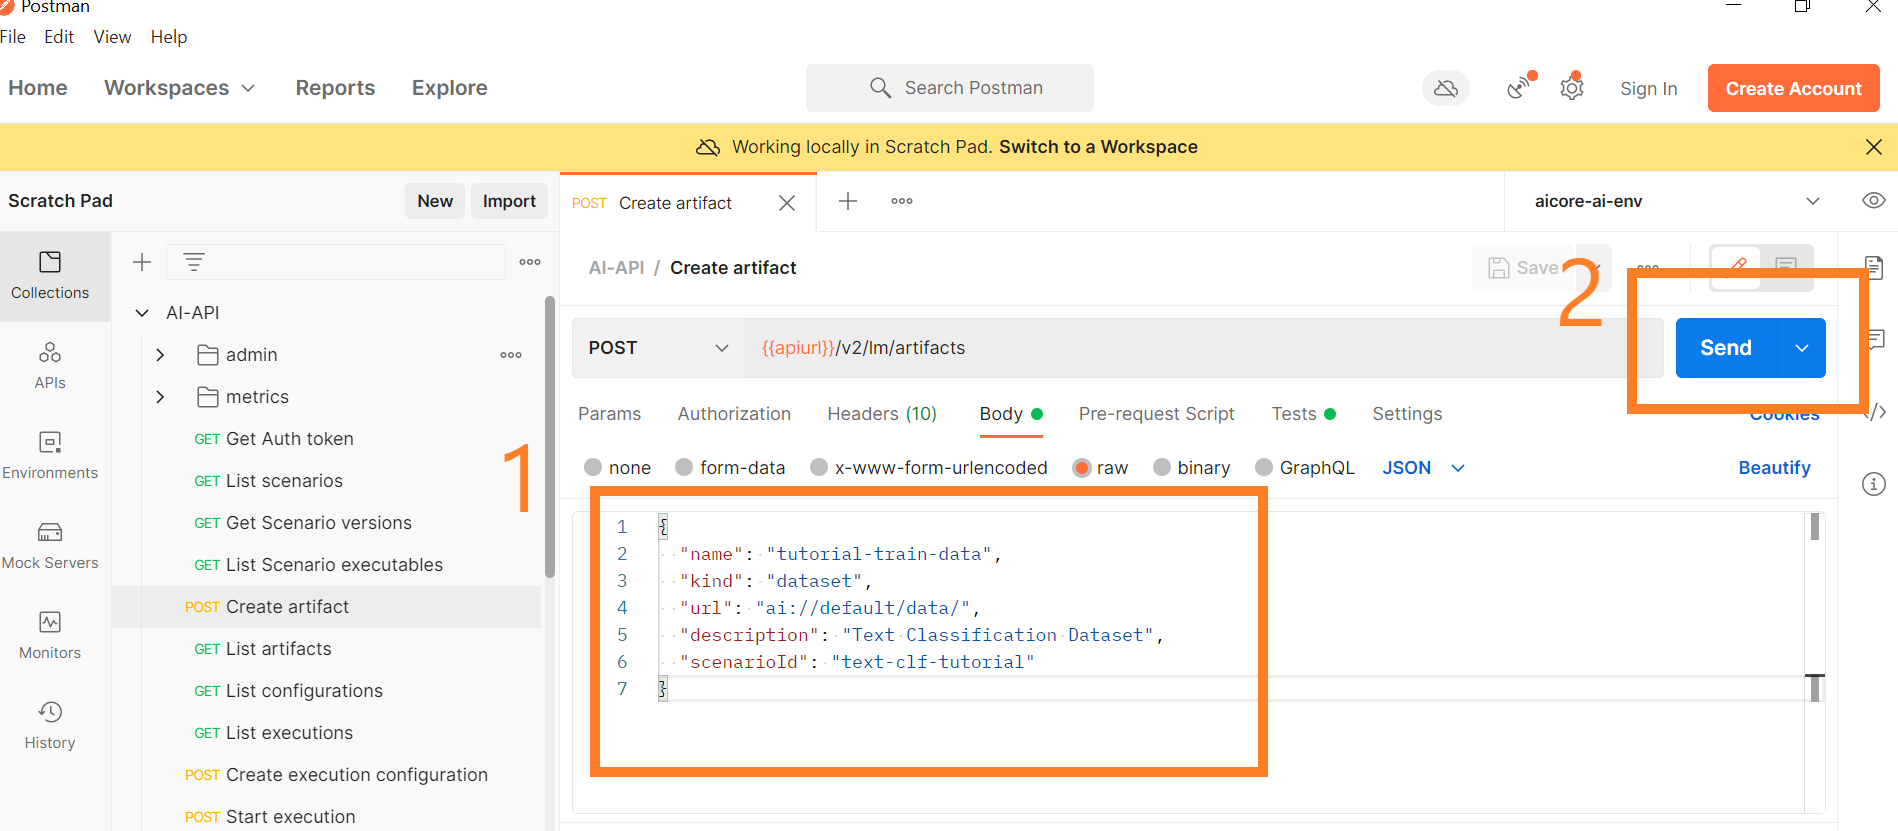 Postman
File Edit View Help
Home Workspaces Reports Explore Search Postman Sign In Create Account
Working locally in Scratch Pad. Switch to a Workspace
Scratch Pad New Import
POST Create artifact
aicore-ai-env
Collections
APIs
Environments
Mock Servers
Monitors
History
AI-API
admin
metrics
GET Get Auth token
GET List scenarios
GET Get Scenario versions
GET List Scenario executables
POST Create artifact
GET List artifacts
GET List configurations
GET List executions
POST Create execution configuration
POST Start execution
1
AI-API / Create artifact
Save
2
POST {{apiurl}}/v2/lm/artifacts Send
Params Authorization Headers (10) Body Pre-request Script Tests Settings Cookies
none form-data x-www-form-urlencoded raw binary GraphQL JSON Beautify
1 {
2 "name": "tutorial-train-data",
3 "kind": "dataset",
4 "url": "ai://default/data/",
5 "description": "Text Classification Dataset",
6 "scenarioId": "text-clf-tutorial"
7 }